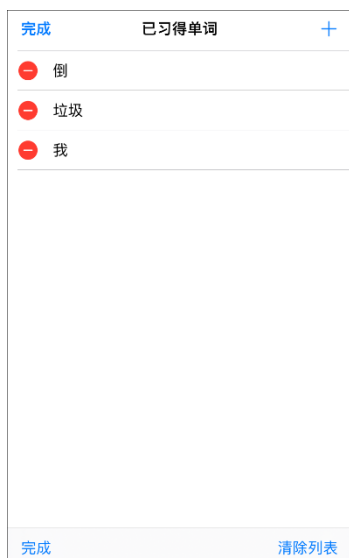 完成 已习得单词 +
倒
垃圾
我
完成 清除列表